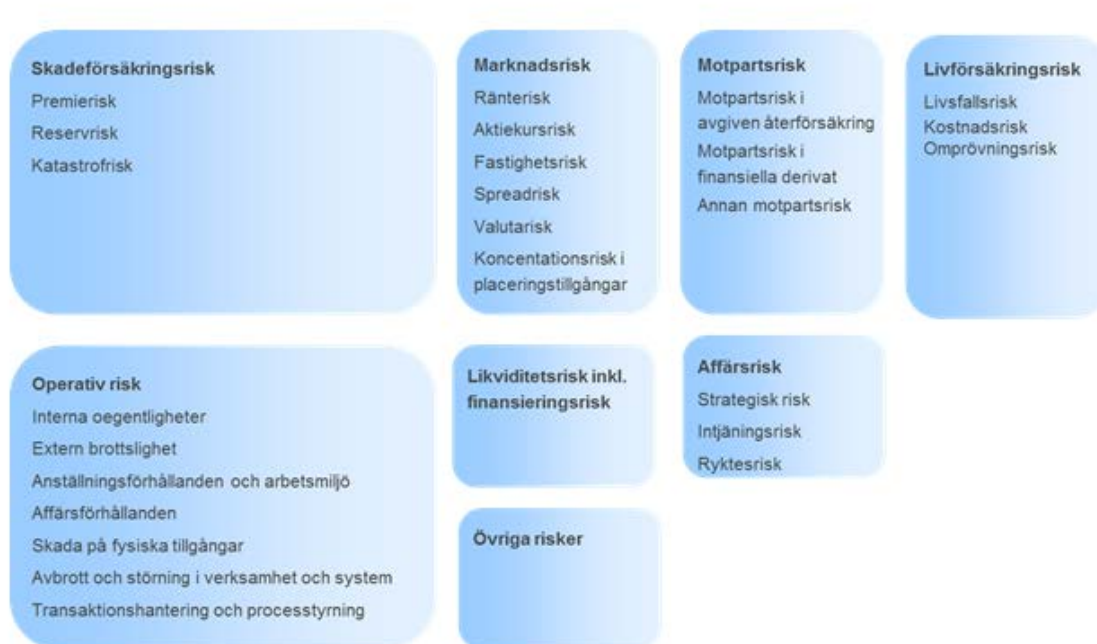 Skadeförsäkringsrisk
Premierisk
Reservrisk
Katastrofrisk
Marknadsrisk
Ränterisk
Aktiekursrisk
Fastighetsrisk
Spreadrisk
Valutarisk
Koncentationsrisk i
placeringstillgångar
Motpartsrisk
Motpartsrisk i
avgiven återförsäkring
Motpartsrisk i
finansiella derivat
Annan motpartsrisk
Livförsäkringsrisk
Livsfallsrisk
Kostnadsrisk
Omprövningsrisk
Operativ risk
Interna oegentligheter
Extern brottslighet
Anställningsförhållanden och arbetsmiljö
Affärsförhållanden
Skada på fysiska tillgångar
Avbrott och störning i verksamhet och system
Transaktionshantering och processtyrning
Likviditetsrisk inkl.
finansieringsrisk
Affärsrisk
Strategisk risk
Intjäningsrisk
Ryktesrisk
Övriga risker